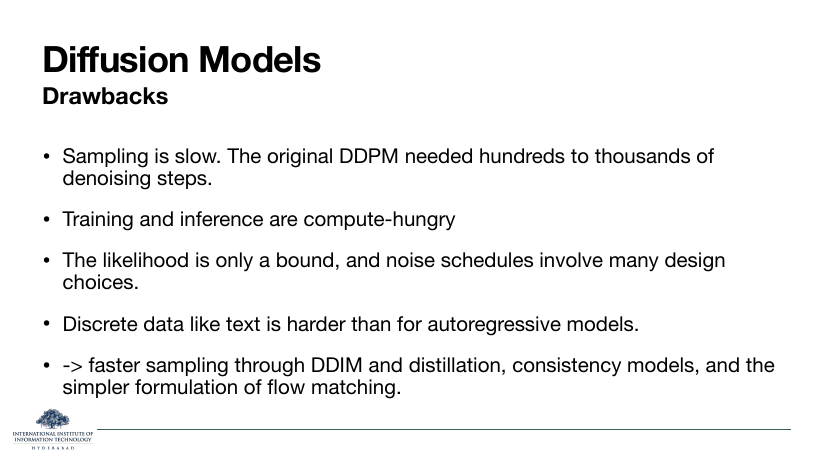 Diffusion Models
Drawbacks
• Sampling is slow. The original DDPM needed hundreds to thousands of
denoising steps.
• Training and inference are compute-hungry
• The likelihood is only a bound, and noise schedules involve many design
choices.
• Discrete data like text is harder than for autoregressive models.
• -> faster sampling through DDIM and distillation, consistency models, and the
simpler formulation of flow matching.
INTERNATIONAL INSTITUTE OF
INFORMATION TECHNOLOGY
HYDERABAD